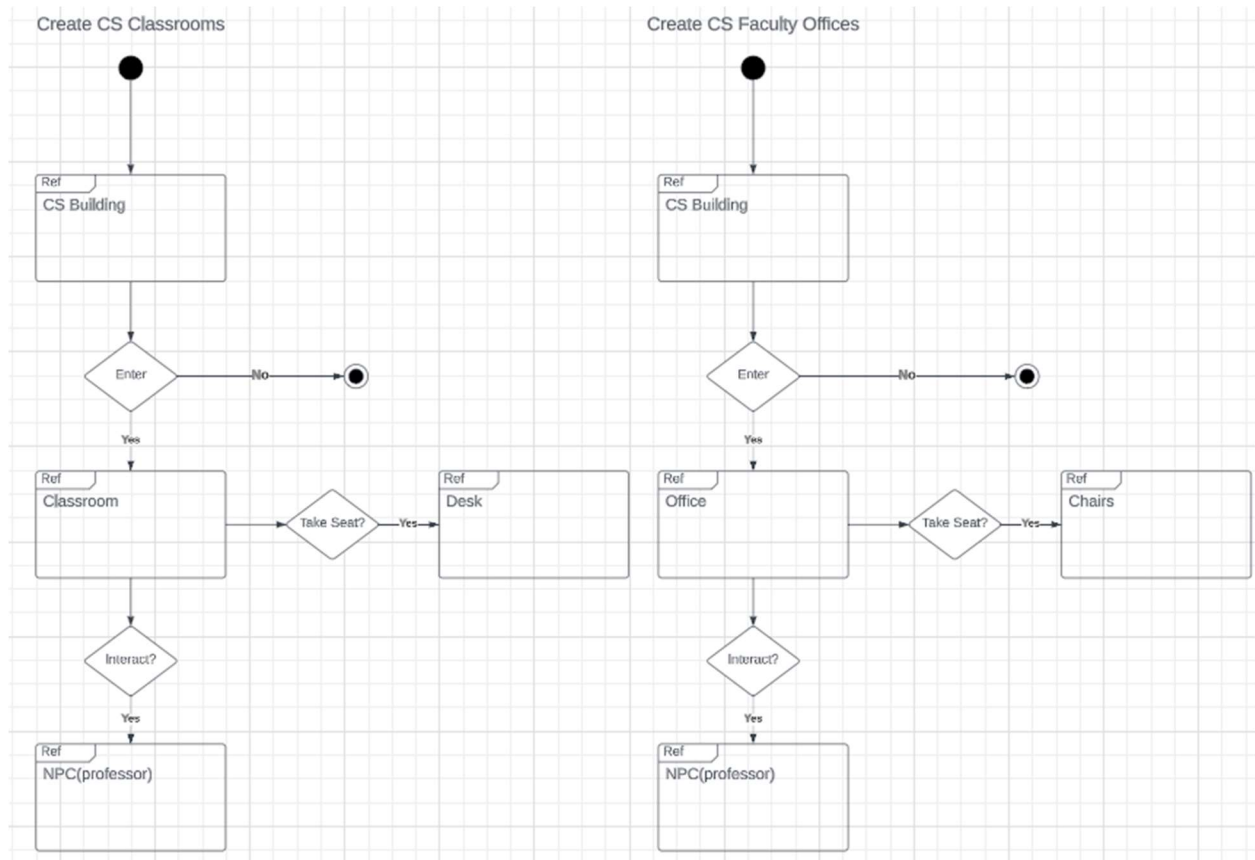 Create CS Classrooms
Create CS Faculty Offices
Ref
CS Building
Ref
CS Building
Enter
No
Enter
No
Yes
Yes
Ref
Classroom
Take Seat?
Yes
Ref
Desk
Ref
Office
Take Seat?
Yes
Ref
Chairs
Interact?
Interact?
Yes
Yes
Ref
NPC(professor)
Ref
NPC(professor)